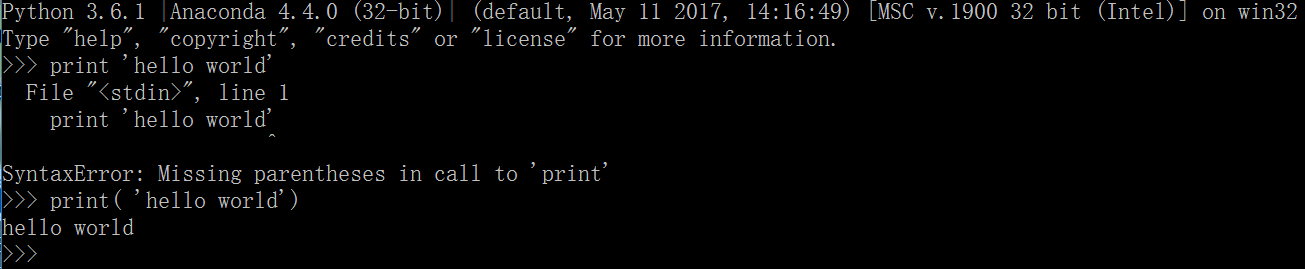 Python 3.6.1 |Anaconda 4.4.0 (32-bit)| (default, May 11 2017, 14:16:49) [MSC v.1900 32 bit (Intel)] on win32
Type "help", "copyright", "credits" or "license" for more information.
>>> print 'hello world'
  File "<stdin>", line 1
    print 'hello world'
                      ^
SyntaxError: Missing parentheses in call to 'print'
>>> print( 'hello world')
hello world
>>>